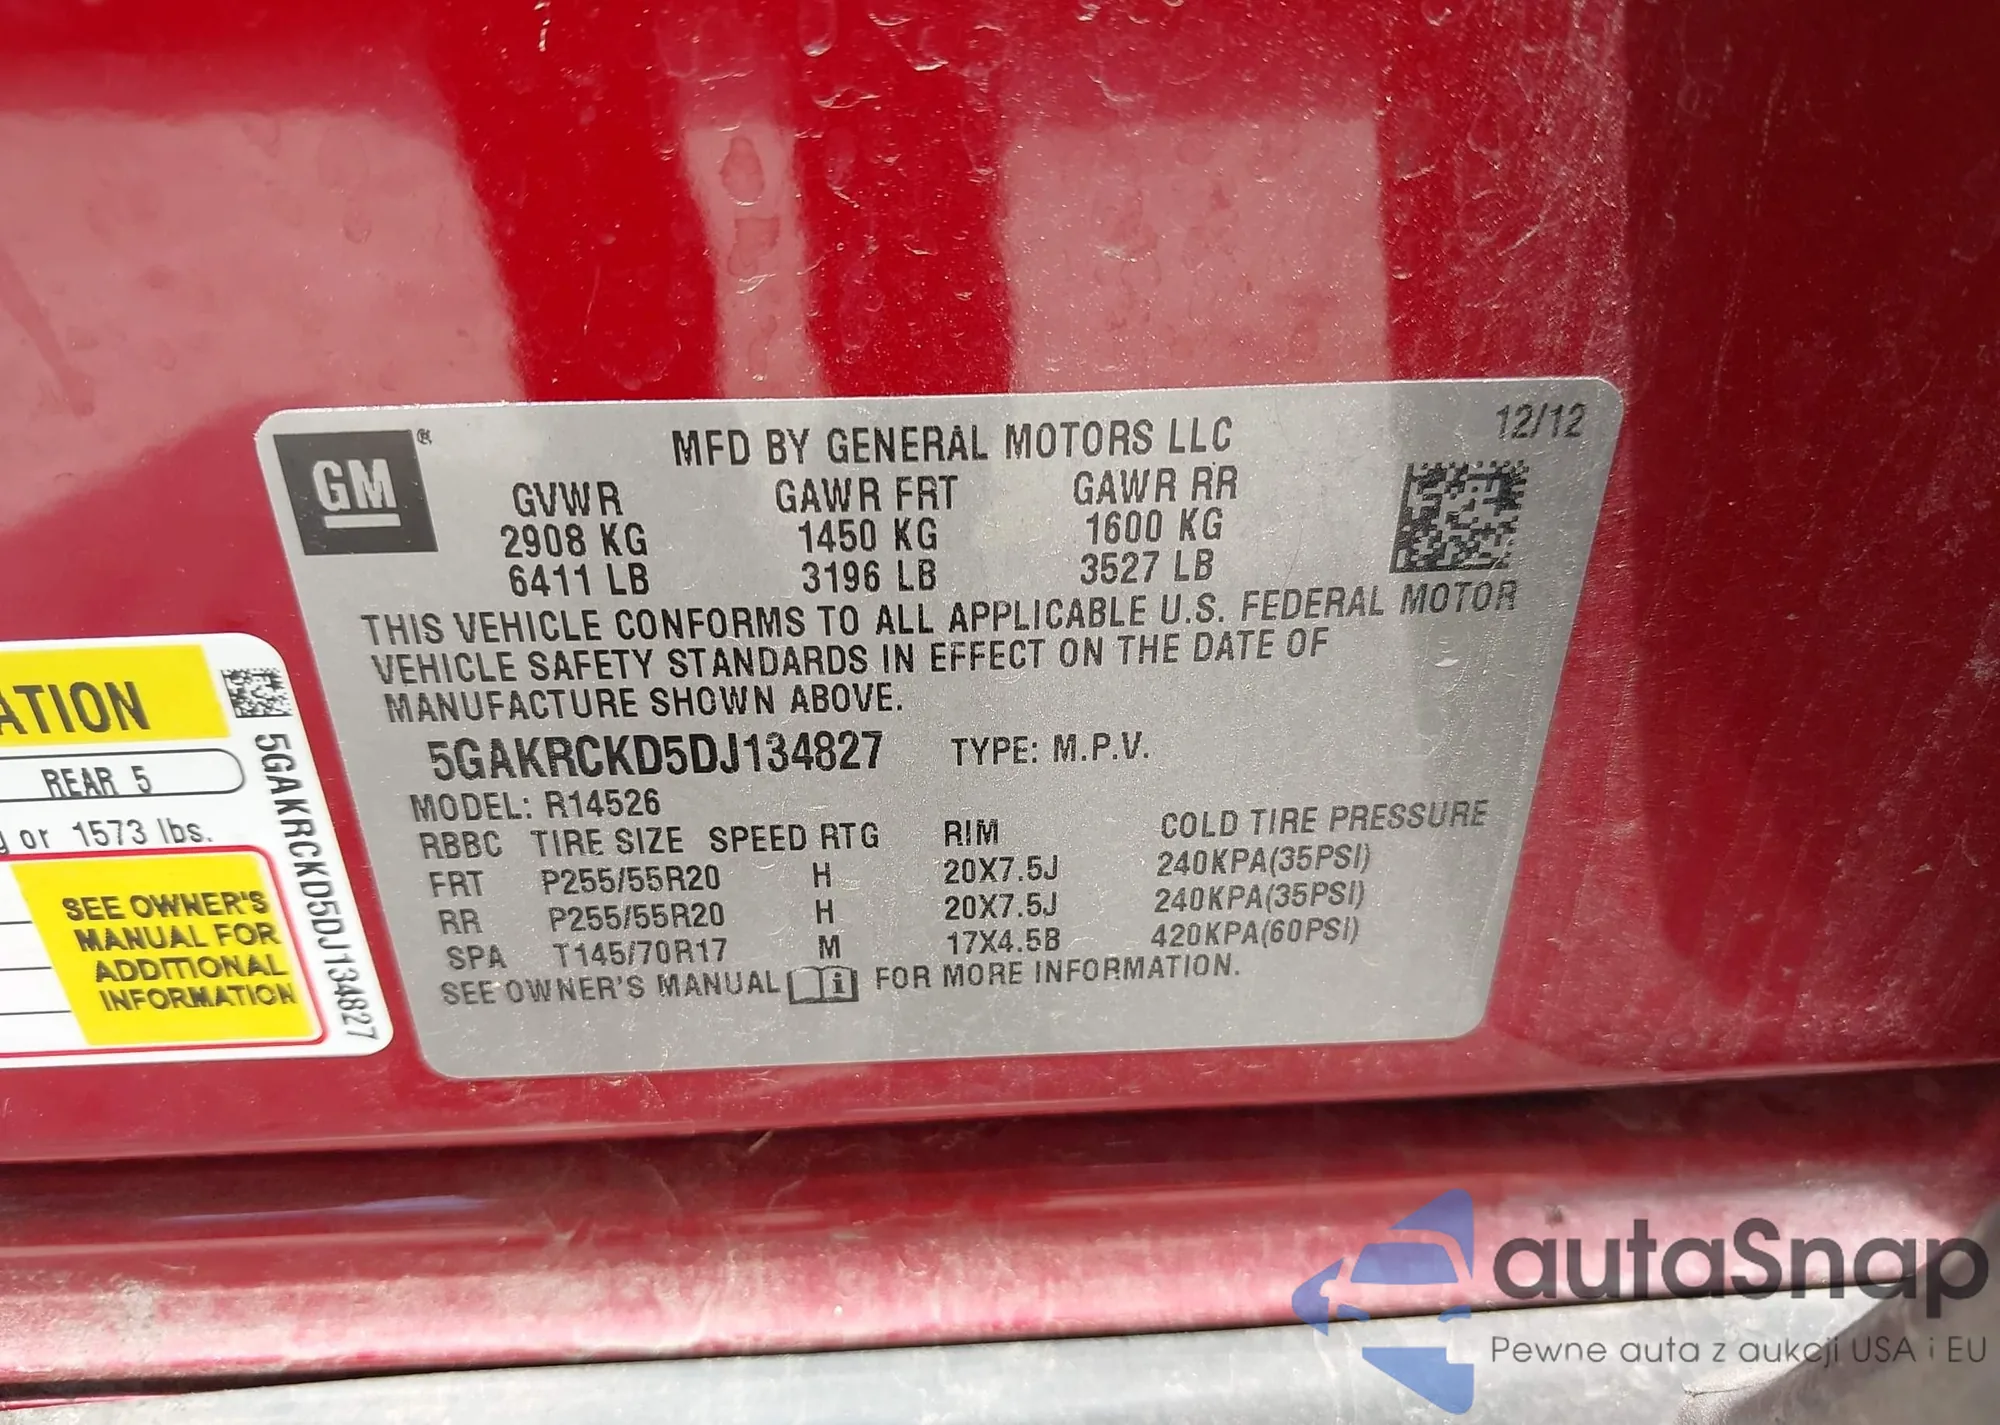 12/12
GM ®
MFD BY GENERAL MOTORS LLC
GVWR GAWR FRT GAWR RR
2908 KG 1450 KG 1600 KG
6411 LB 3196 LB 3527 LB
THIS VEHICLE CONFORMS TO ALL APPLICABLE U.S. FEDERAL MOTOR
VEHICLE SAFETY STANDARDS IN EFFECT ON THE DATE OF
MANUFACTURE SHOWN ABOVE.
5GAKRCKD5DJ134827 TYPE: M.P.V.
MODEL: R14526
RBBC TIRE SIZE SPEED RTG RIM COLD TIRE PRESSURE
FRT P255/55R20 H 20X7.5J 240KPA(35PSI)
RR P255/55R20 H 20X7.5J 240KPA(35PSI)
SPA T145/70R17 M 17X4.5B 420KPA(60PSI)
SEE OWNER'S MANUAL i FOR MORE INFORMATION.
ATION
REAR 5
or 1573 lbs.
SEE OWNER'S
MANUAL FOR
ADDITIONAL
INFORMATION
5GAKRCKD5DJ134827
autoSnap
Pewne auta z aukcji USA i EU